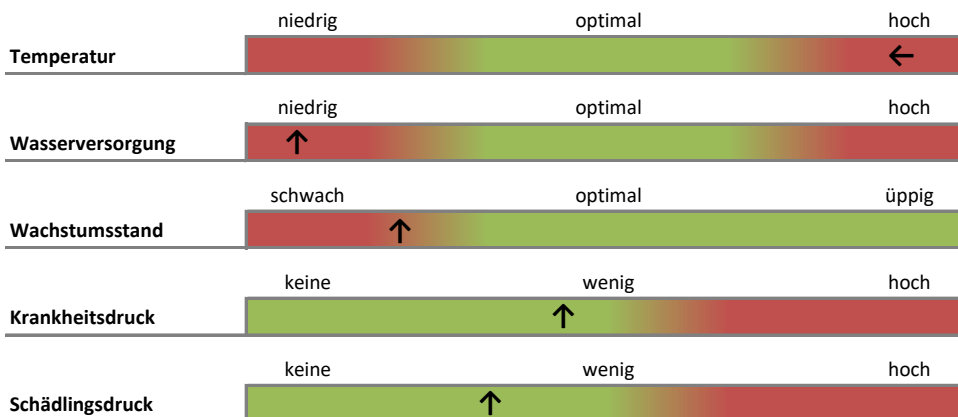 niedrig optimal hoch
Temperatur ←
niedrig optimal hoch
Wasserversorgung ↑
schwach optimal üppig
Wachstumsstand ↑
keine wenig hoch
Krankheitsdruck ↑
keine wenig hoch
Schädlingsdruck ↑